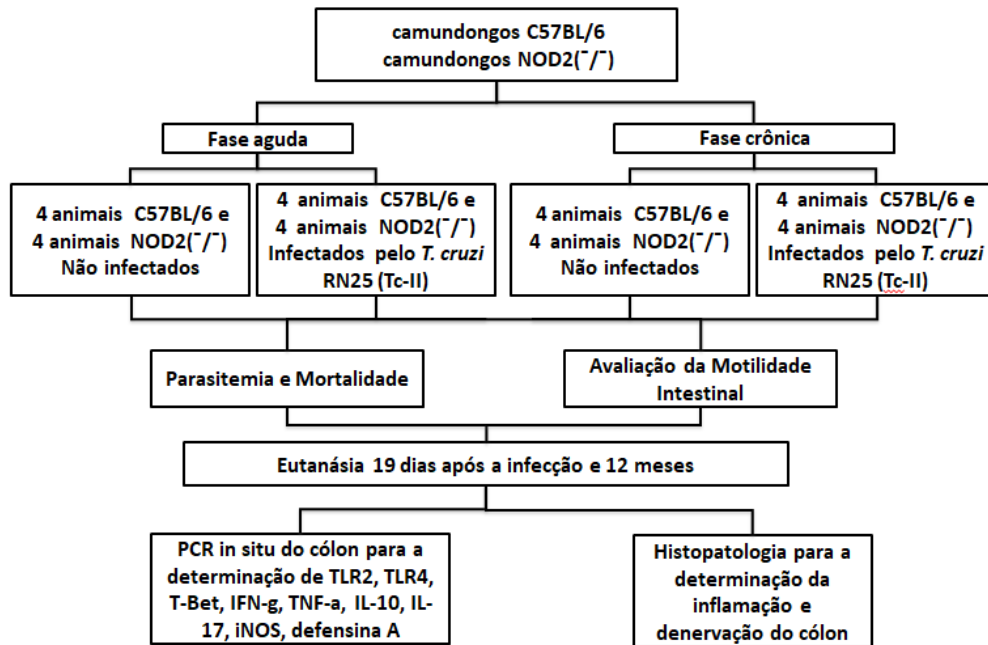 camundongos C57BL/6
camundongos NOD2(⁻/⁻)
Fase aguda
Fase crônica
4 animais C57BL/6 e
4 animais NOD2(⁻/⁻)
Não infectados
4 animais C57BL/6 e
4 animais NOD2(⁻/⁻)
Infectados pelo T. cruzi
RN25 (Tc-II)
4 animais C57BL/6 e
4 animais NOD2(⁻/⁻)
Não infectados
4 animais C57BL/6 e
4 animais NOD2(⁻/⁻)
Infectados pelo T. cruzi
RN25 (Tc-II)
Parasitemia e Mortalidade
Avaliação da Motilidade
Intestinal
Eutanásia 19 dias após a infecção e 12 meses
PCR in situ do cólon para a
determinação de TLR2, TLR4,
T-Bet, IFN-g, TNF-a, IL-10, IL-
17, iNOS, defensina A
Histopatologia para a
determinação da
inflamação e
denervação do cólon